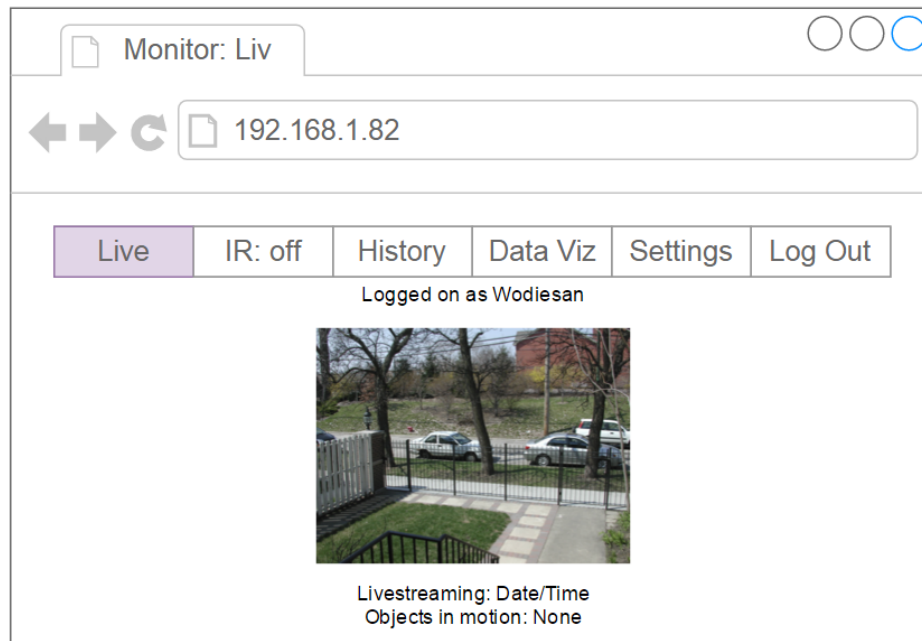 Monitor: Liv
192.168.1.82
Live IR: off History Data Viz Settings Log Out
Logged on as Wodiesan
Livestreaming: Date/Time
Objects in motion: None